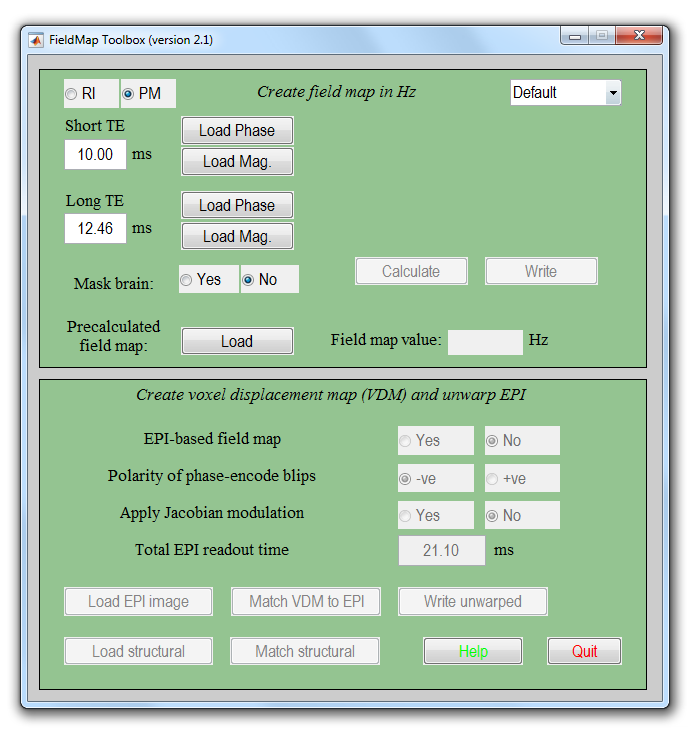 FieldMap Toolbox (version 2.1)
RI PM Create field map in Hz Default
Short TE
Load Phase
10.00 ms
Load Mag.
Long TE
Load Phase
12.46 ms
Load Mag.
Mask brain: Yes No Calculate Write
Precalculated
field map: Load Field map value: Hz
Create voxel displacement map (VDM) and unwarp EPI
EPI-based field map Yes No
Polarity of phase-encode blips -ve +ve
Apply Jacobian modulation Yes No
Total EPI readout time 21.10 ms
Load EPI image Match VDM to EPI Write unwarped
Load structural Match structural Help Quit